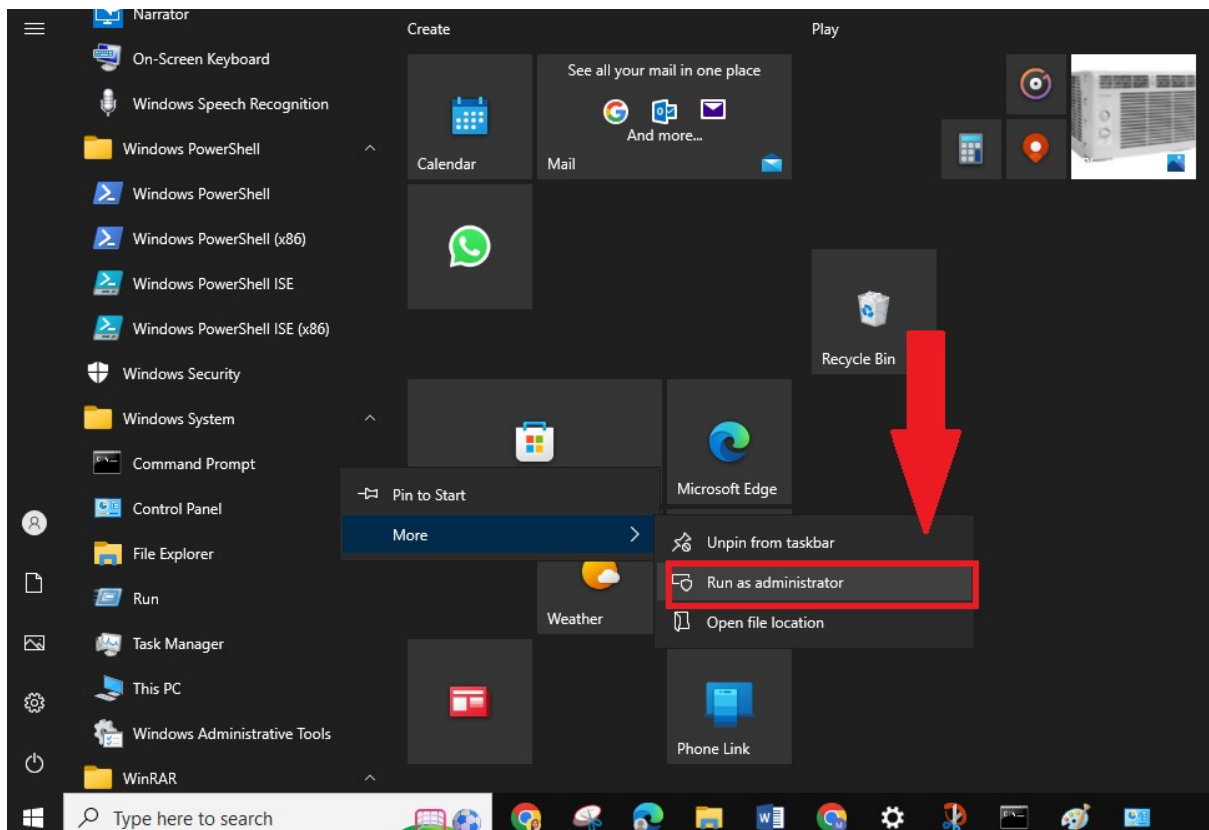 Narrator
On-Screen Keyboard
Windows Speech Recognition
Windows PowerShell
Windows PowerShell
Windows PowerShell (x86)
Windows PowerShell ISE
Windows PowerShell ISE (x86)
Windows Security
Windows System
Command Prompt
Control Panel
File Explorer
Run
Task Manager
This PC
Windows Administrative Tools
WinRAR
Create
Calendar
See all your mail in one place
And more...
Mail
Play
Recycle Bin
Microsoft Edge
Weather
Phone Link
Pin to Start
More
Unpin from taskbar
Run as administrator
Open file location
Type here to search